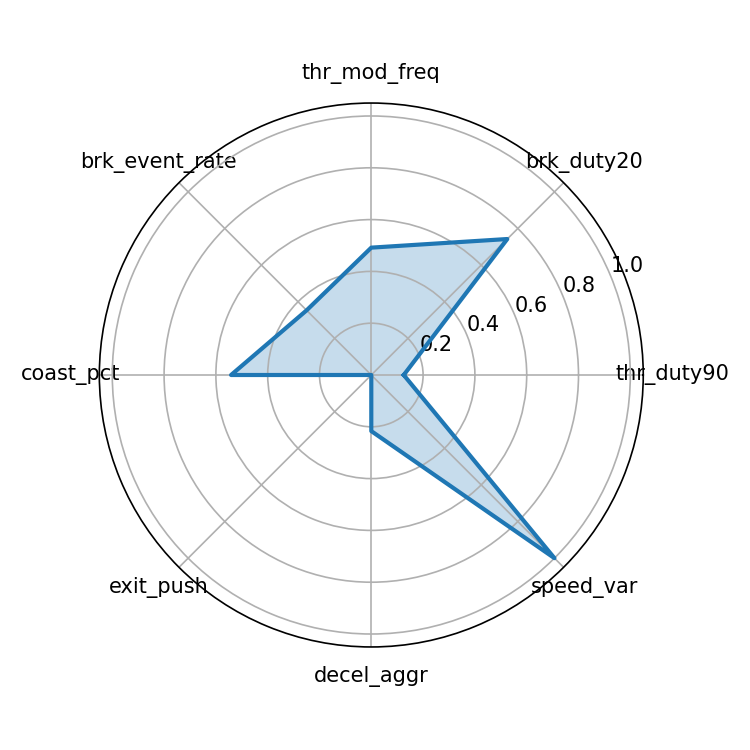 thr_mod_freq
brk_event_rate
brk_duty20
1.0
0.8
0.6
0.4
0.2
coast_pct
thr_duty90
exit_push
speed_var
decel_aggr